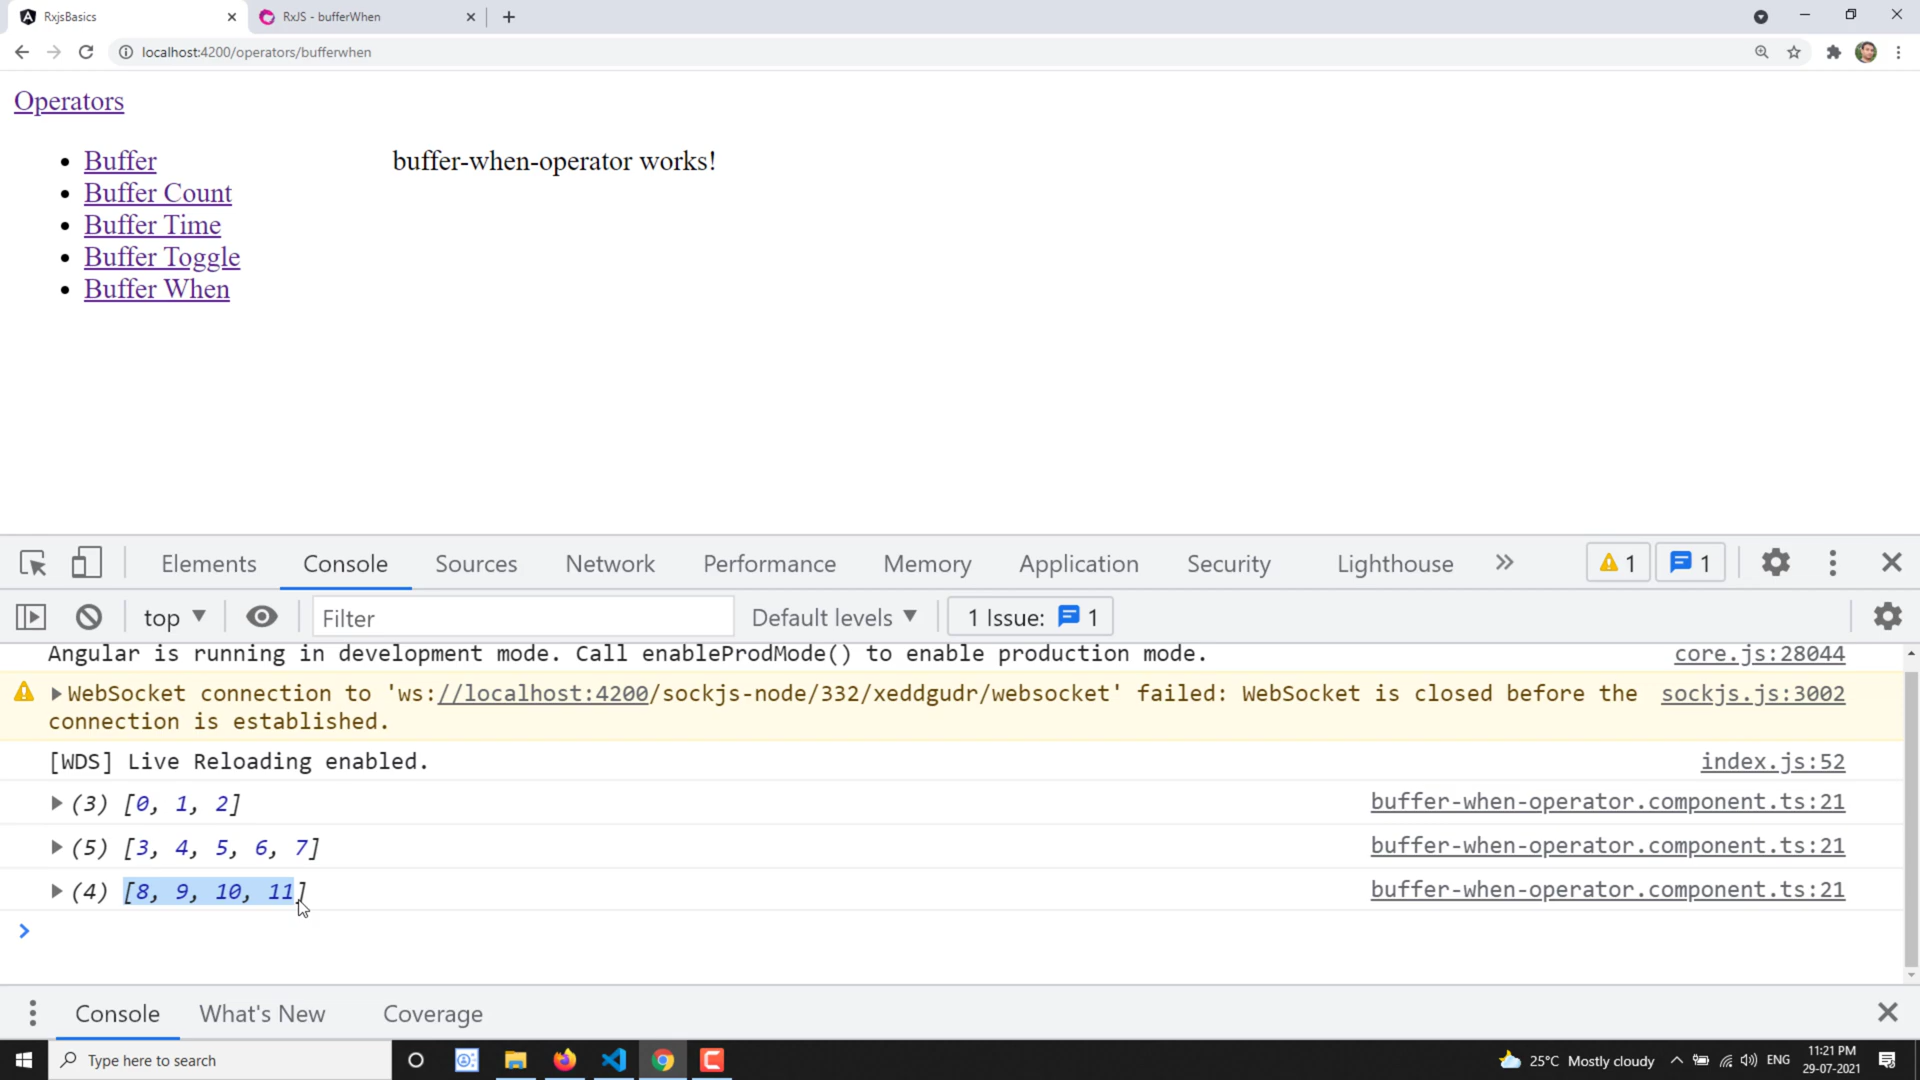 RxjsBasics
RxJS - bufferWhen
localhost:4200/operators/bufferwhen
Operators
Buffer
Buffer Count
Buffer Time
Buffer Toggle
Buffer When
buffer-when-operator works!
Elements Console Sources Network Performance Memory Application Security Lighthouse 1 1
top Filter Default levels 1 Issue: 1
Angular is running in development mode. Call enableProdMode() to enable production mode. core.js:28044
WebSocket connection to 'ws://localhost:4200/sockjs-node/332/xeddgudr/websocket' failed: WebSocket is closed before the sockjs.js:3002
connection is established.
[WDS] Live Reloading enabled. index.js:52
(3) [0, 1, 2] buffer-when-operator.component.ts:21
(5) [3, 4, 5, 6, 7] buffer-when-operator.component.ts:21
(4) [8, 9, 10, 11] buffer-when-operator.component.ts:21
Console What's New Coverage
Type here to search
25°C Mostly cloudy
ENG
11:21 PM
29-07-2021